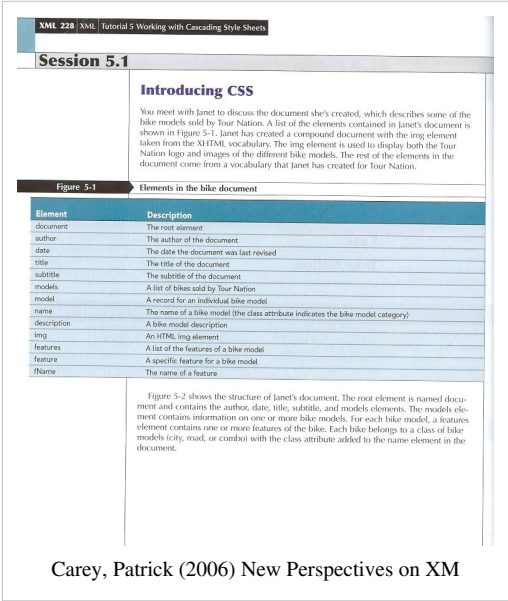 XML 228 XML Tutorial 5 Working with Cascading Style Sheets
Session 5.1
Introducing CSS
You meet with Janet to discuss the document she's created, which describes some of the
bike models sold by Tour Nation. A list of the elements contained in Janet's document is
shown in Figure 5-1. Janet has created a compound document with the img element
taken from the XHTML vocabulary. The img element is used to display both the Tour
Nation logo and images of the different bike models. The rest of the elements in the
document come from a vocabulary that Janet has created for Tour Nation.
Figure 5-1 Elements in the bike document
Element Description
document The root element
author The author of the document
date The date the document was last revised
title The title of the document
subtitle The subtitle of the document
models A list of bikes sold by Tour Nation
model A record for an individual bike model
name The name of a bike model (the class attribute indicates the bike model category)
description A bike model description
img An HTML img element
features A list of the features of a bike model
feature A specific feature for a bike model
fName The name of a feature
Figure 5-2 shows the structure of Janet's document. The root element is named docu-
ment and contains the author, date, title, subtitle, and models elements. The models ele-
ment contains information on one or more bike models. For each bike model, a features
element contains one or more features of the bike. Each bike belongs to a class of bike
models (city, road, or combo) with the class attribute added to the name element in the
document.
Carey, Patrick (2006) New Perspectives on XM